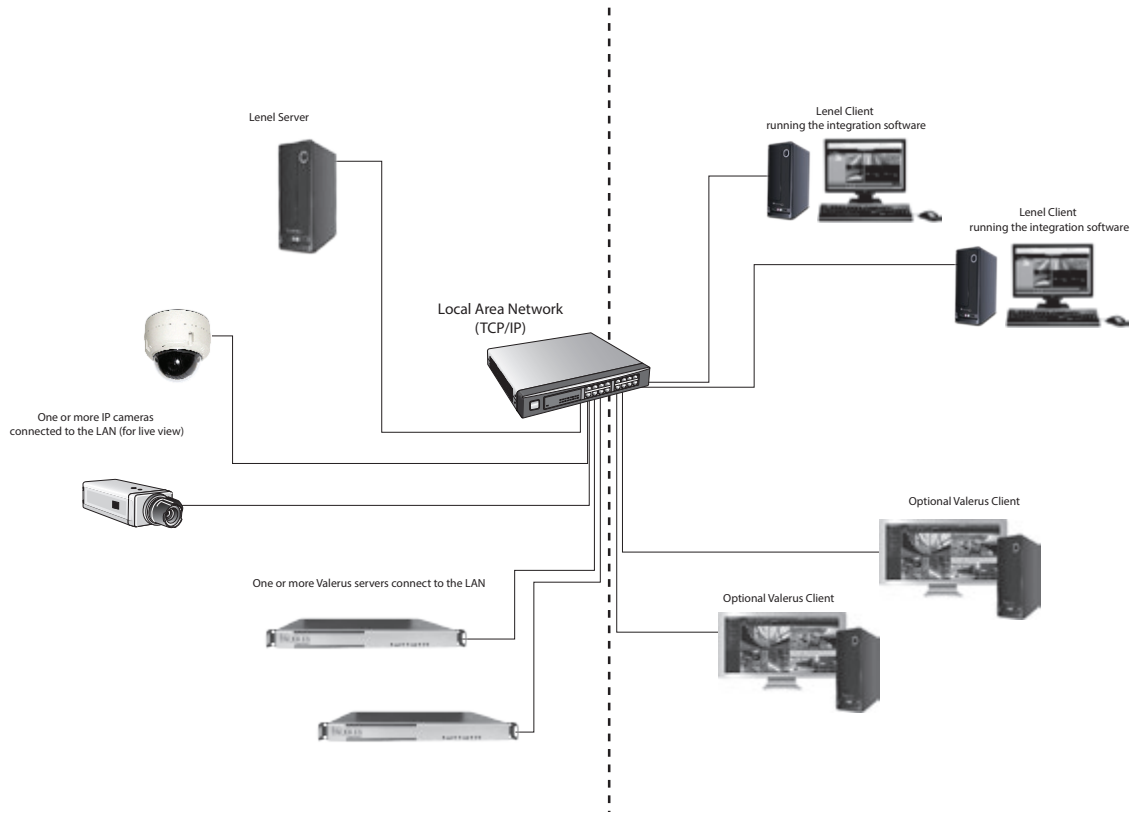 Lenel Server
Lenel Client
running the integration software
Lenel Client
running the integration software
Local Area Network
(TCP/IP)
One or more IP cameras
connected to the LAN (for live view)
Optional Valerus Client
One or more Valerus servers connect to the LAN
Optional Valerus Client